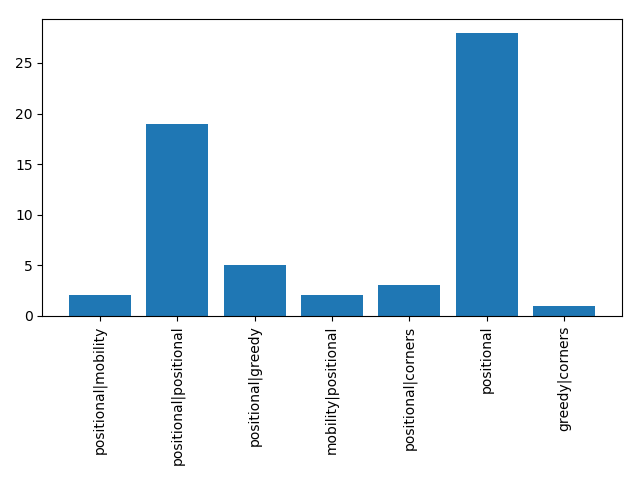 25
20
15
10
5
0
positional|mobility
positional|positional
positional|greedy
mobility|positional
positional|corners
positional
greedy|corners